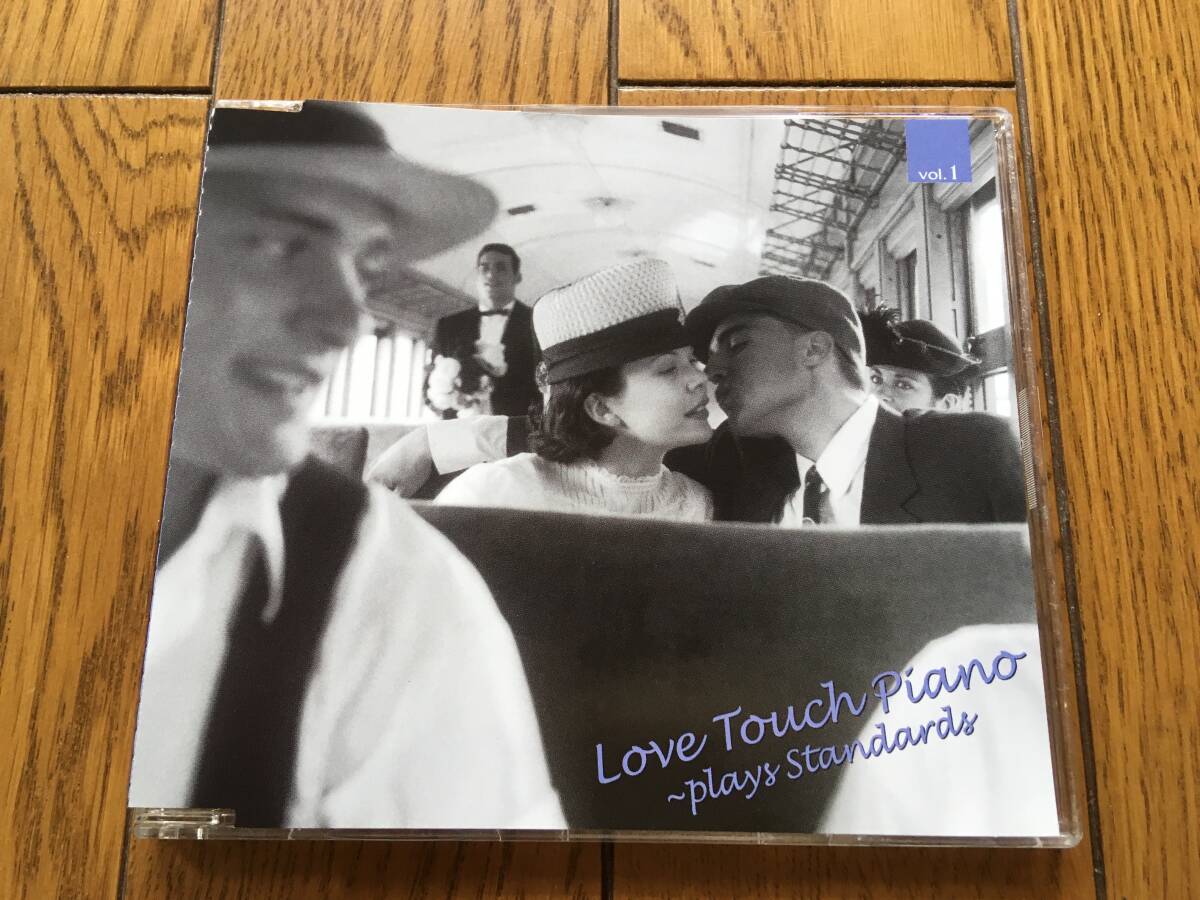 vol.1
Love Touch Piano
~plays Standards